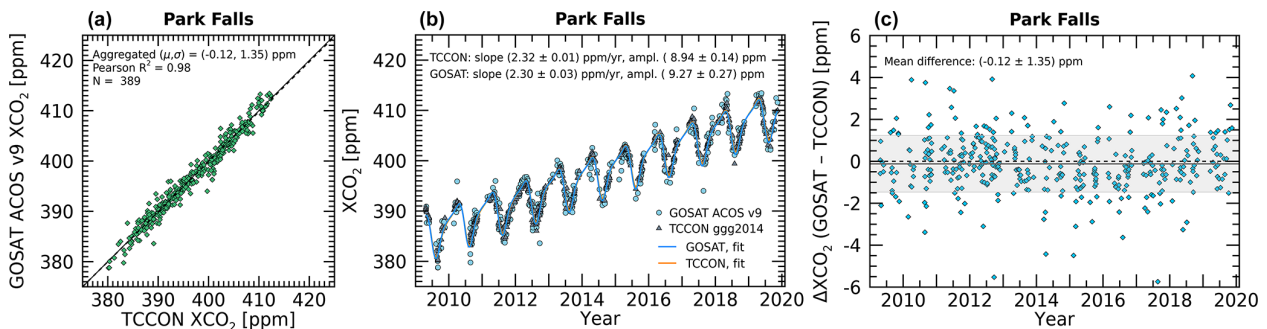 (a) Park Falls
GOSAT ACOS v9 XCO2 [ppm]
Aggregated (μ,σ) = (-0.12, 1.35) ppm
Pearson R² = 0.98
N = 389
420
410
400
390
380
380 390 400 410 420
TCCON XCO2 [ppm]
(b) Park Falls
XCO2 [ppm]
TCCON: slope (2.32 ± 0.01) ppm/yr, ampl. ( 8.94 ± 0.14) ppm
GOSAT: slope (2.30 ± 0.03) ppm/yr, ampl. ( 9.27 ± 0.27) ppm
420
410
400
390
380
GOSAT ACOS v9
TCCON ggg2014
GOSAT, fit
TCCON, fit
2010 2012 2014 2016 2018 2020
Year
(c) Park Falls
ΔXCO2 (GOSAT − TCCON) [ppm]
Mean difference: (-0.12 ± 1.35) ppm
6
4
2
0
-2
-4
-6
2010 2012 2014 2016 2018 2020
Year